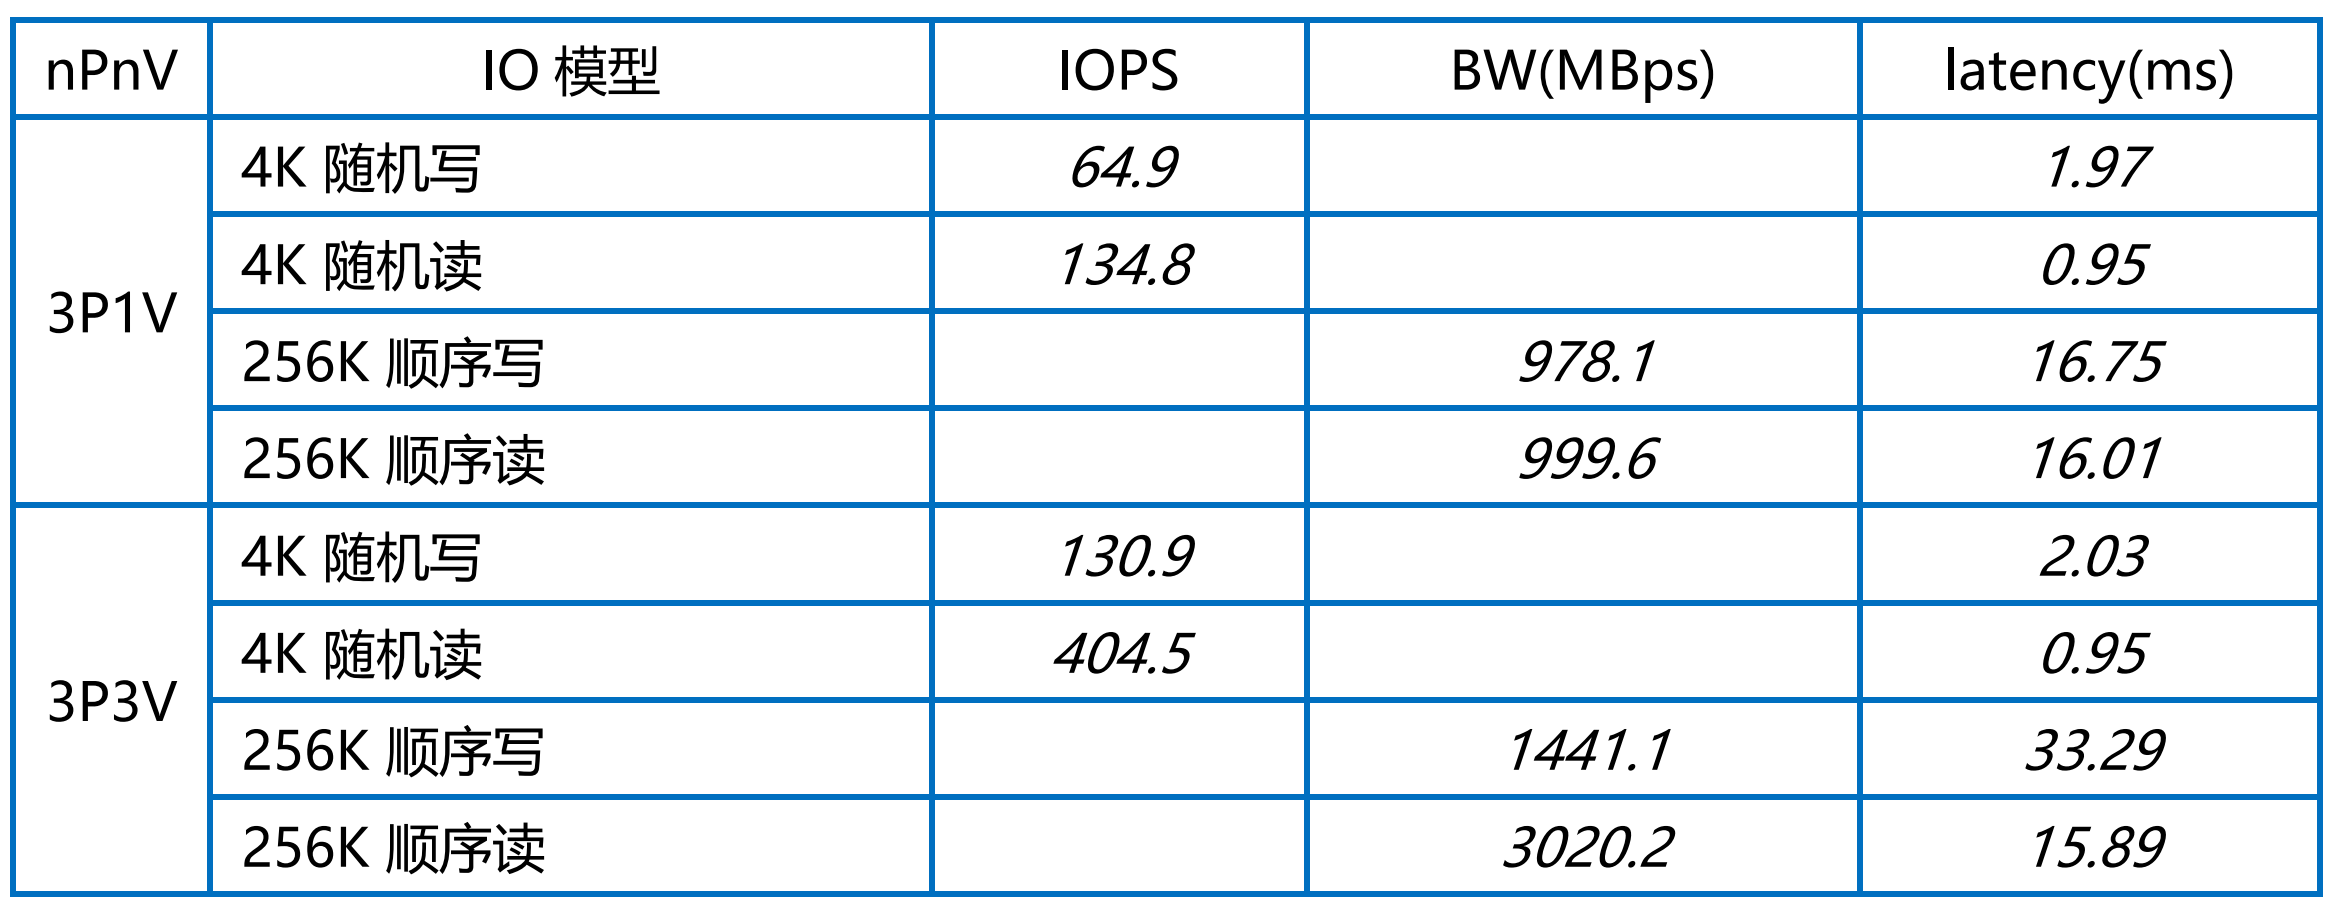 nPnV IO 模型 IOPS BW(MBps) latency(ms)
3P1V
4K 随机写 64.9 1.97
4K 随机读 134.8 0.95
256K 顺序写 978.1 16.75
256K 顺序读 999.6 16.01
3P3V
4K 随机写 130.9 2.03
4K 随机读 404.5 0.95
256K 顺序写 1441.1 33.29
256K 顺序读 3020.2 15.89